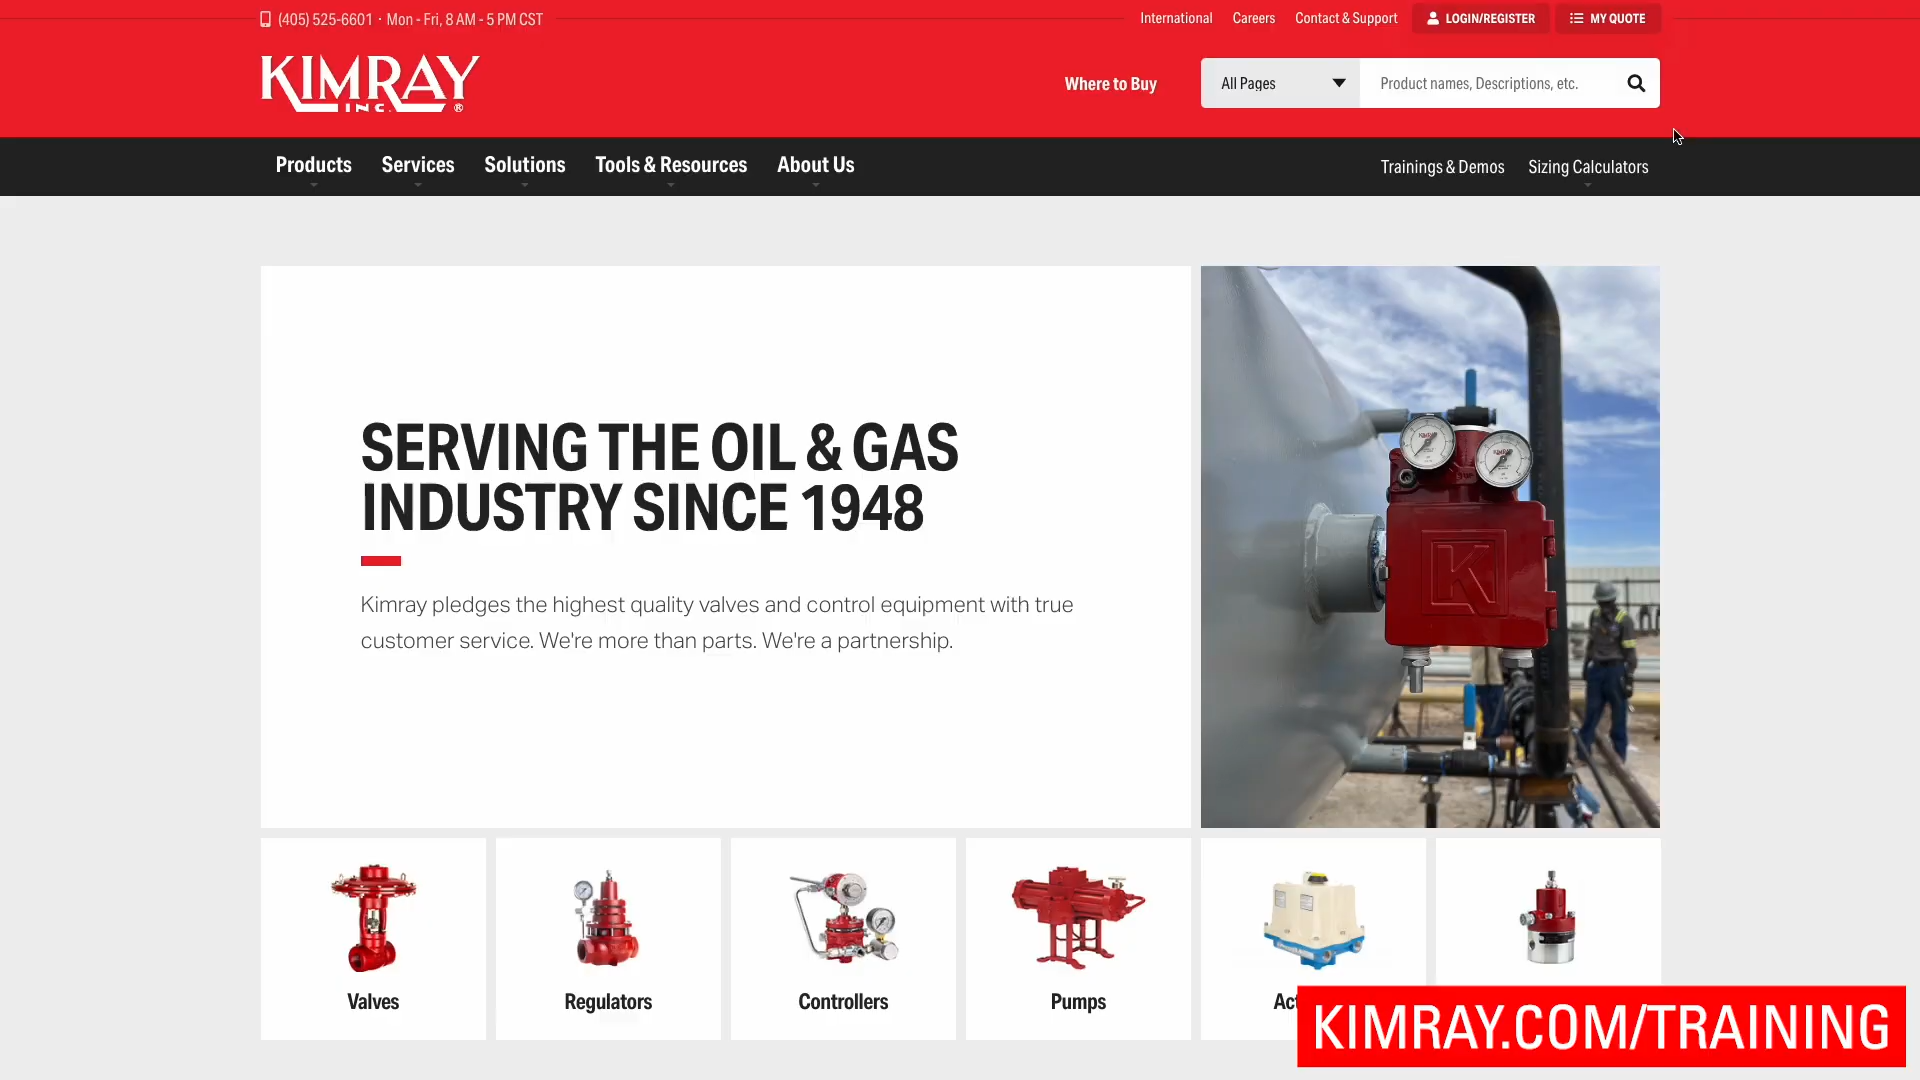 (405) 525-6601 · Mon - Fri, 8 AM - 5 PM CST
International
Careers
Contact & Support
LOGIN/REGISTER
MY QUOTE
KIMRAY
INC.®
Where to Buy
All Pages
Product names, Descriptions, etc.
Products
Services
Solutions
Tools & Resources
About Us
Trainings & Demos
Sizing Calculators
SERVING THE OIL & GAS
INDUSTRY SINCE 1948
Kimray pledges the highest quality valves and control equipment with true
customer service. We're more than parts. We're a partnership.
KIMRAY
KIMRAY
K
Valves
Regulators
Controllers
Pumps
KIMRAY.COM/TRAINING